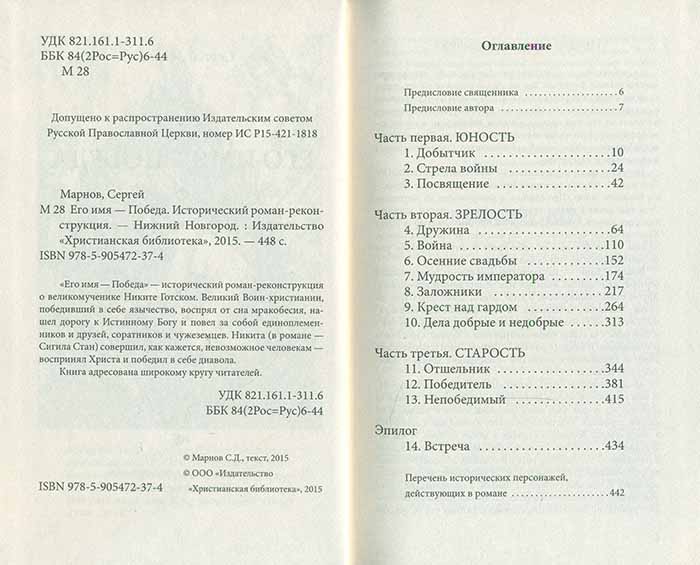 УДК 821.161.1-311.6
ББК 84(2Рос=Рус)6-44
М 28
Допущено к распространению Издательским советом
Русской Православной Церкви, номер ИС Р15-421-1818
Марнов, Сергей
М 28 Его имя — Победа. Исторический роман-рекон-
струкция. — Нижний Новгород. : Издательство
«Христианская библиотека», 2015. — 448 с.
ISBN 978-5-905472-37-4
«Его имя — Победа» — исторический роман-реконструкция
о великомученике Никите Готском. Великий Воин-христианин,
победивший в себе язычество, воспрял от сна мракобесия, на-
шел дорогу к Истинному Богу и повел за собой единоплемен-
ников и друзей, соратников и чужеземцев. Никита (в романе —
Сигила Стан) совершил, как кажется, невозможное человекам —
воспринял Христа и победил в себе диавола.
Книга адресована широкому кругу читателей.
УДК 821.161.1-311.6
ББК 84(2Рос=Рус)6-44
© Марнов С.Д., текст, 2015
© ООО «Издательство
ISBN 978-5-905472-37-4 «Христианская библиотека», 2015
Оглавление
Предисловие священника ........ 6
Предисловие автора ........ 7
Часть первая. ЮНОСТЬ
1. Добытчик ........ 10
2. Стрела войны ........ 24
3. Посвящение ........ 42
Часть вторая. ЗРЕЛОСТЬ
4. Дружина ........ 64
5. Война ........ 110
6. Осенние свадьбы ........ 152
7. Мудрость императора ........ 174
8. Заложники ........ 217
9. Крест над гардом ........ 264
10. Дела добрые и недобрые ........ 313
Часть третья. СТАРОСТЬ
11. Отшельник ........ 344
12. Победитель ........ 381
13. Непобедимый ........ 415
Эпилог
14. Встреча ........ 434
Перечень исторических персонажей,
действующих в романе ........ 442